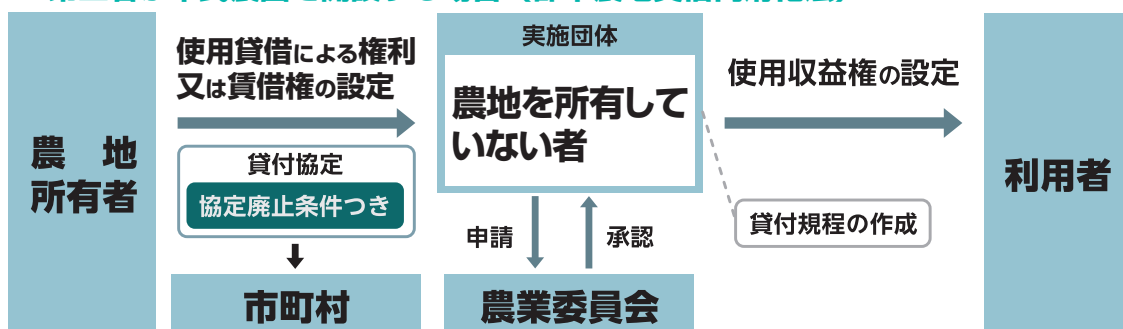 実施団体
使用貸借による権利
又は賃借権の設定
農地を所有して
いない者
使用収益権の設定
農　地
所有者
貸付協定
協定廃止条件つき
利用者
申請
承認
貸付規程の作成
市町村
農業委員会